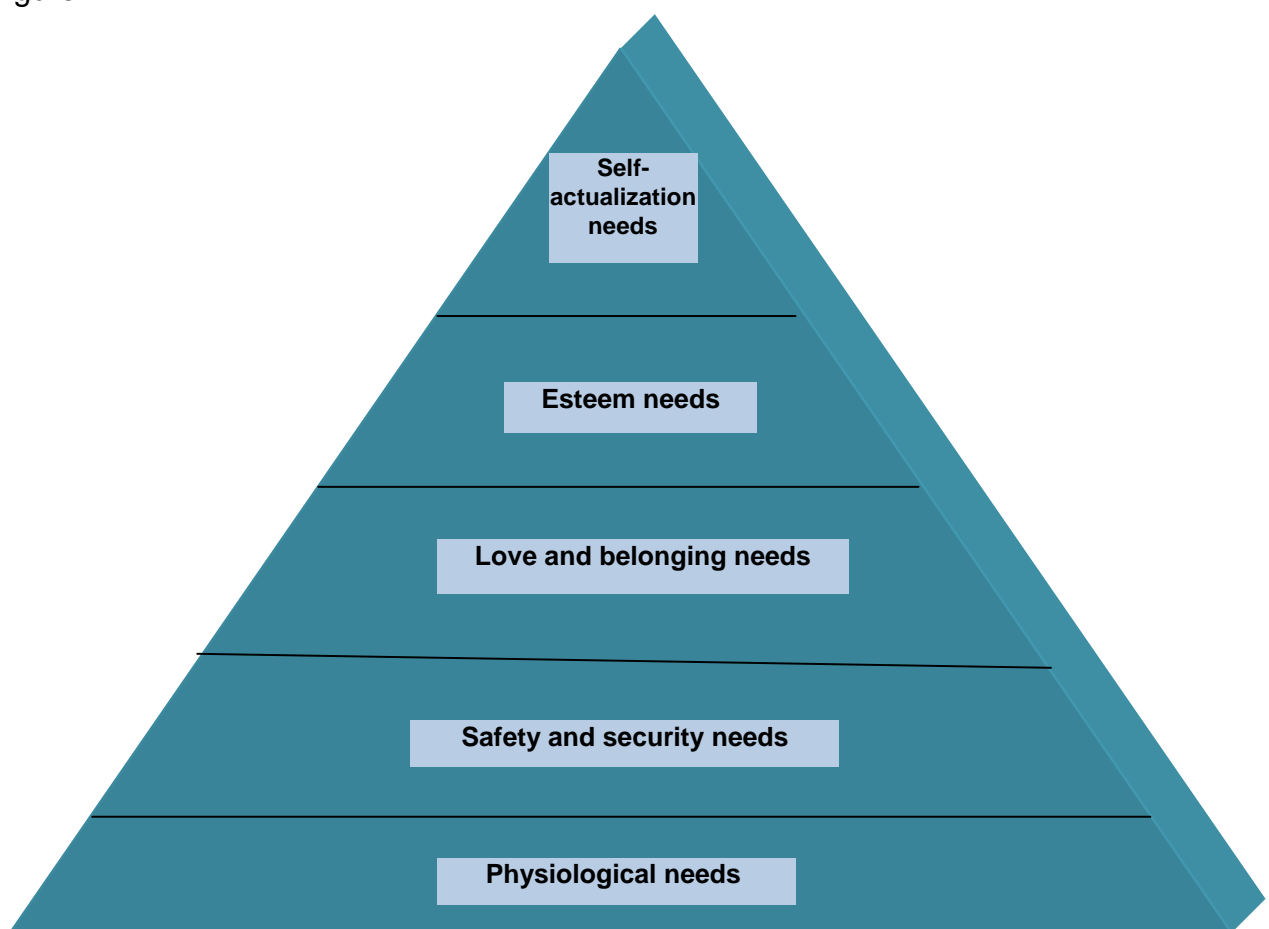 Self-
actualization
needs
Esteem needs
Love and belonging needs
Safety and security needs
Physiological needs